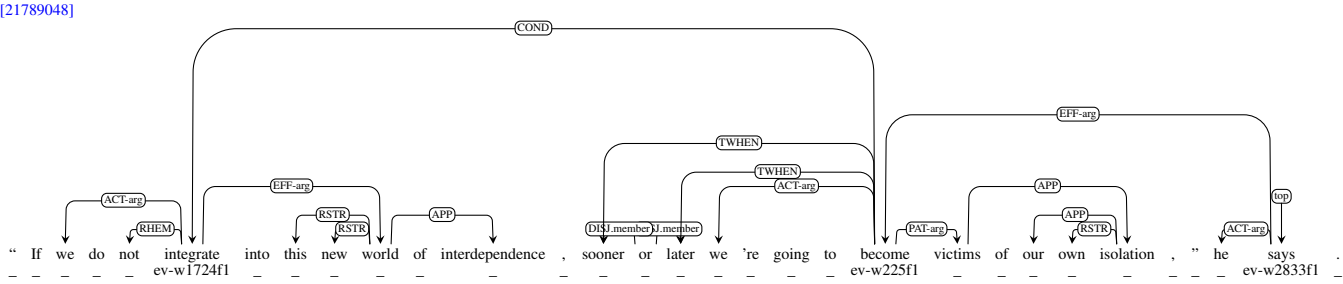 [21789048]
COND
EFF-arg
TWHEN
TWHEN
EFF-arg ACT-arg APP
ACT-arg RSTR APP APP top
RHEM RSTR DISJ.member J.member PAT-arg RSTR ACT-arg
“ If we do not integrate into this new world of interdependence , sooner or later we ’re going to become victims of our own isolation , ” he says .
_ _ _ _ _ ev-w1724f1 _ _ _ _ _ _ _ _ _ _ _ _ _ _ ev-w225f1 _ _ _ _ _ _ _ _ ev-w2833f1 _